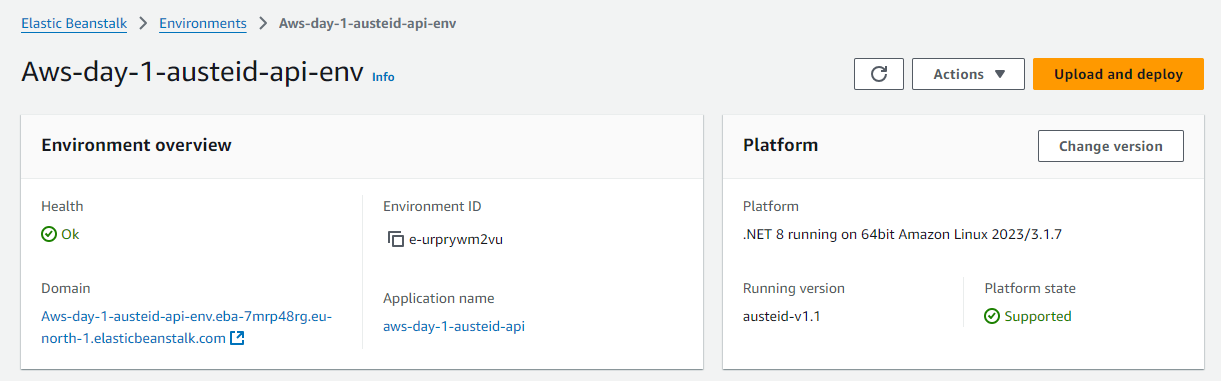 Elastic Beanstalk > Environments > Aws-day-1-austeid-api-env
Aws-day-1-austeid-api-env Info
Actions
Upload and deploy
Environment overview
Health
Ok
Environment ID
e-urprywm2vu
Domain
Aws-day-1-austeid-api-env.eba-7mrp48rg.eu-
north-1.elasticbeanstalk.com
Application name
aws-day-1-austeid-api
Platform
Change version
Platform
.NET 8 running on 64bit Amazon Linux 2023/3.1.7
Running version
austeid-v1.1
Platform state
Supported